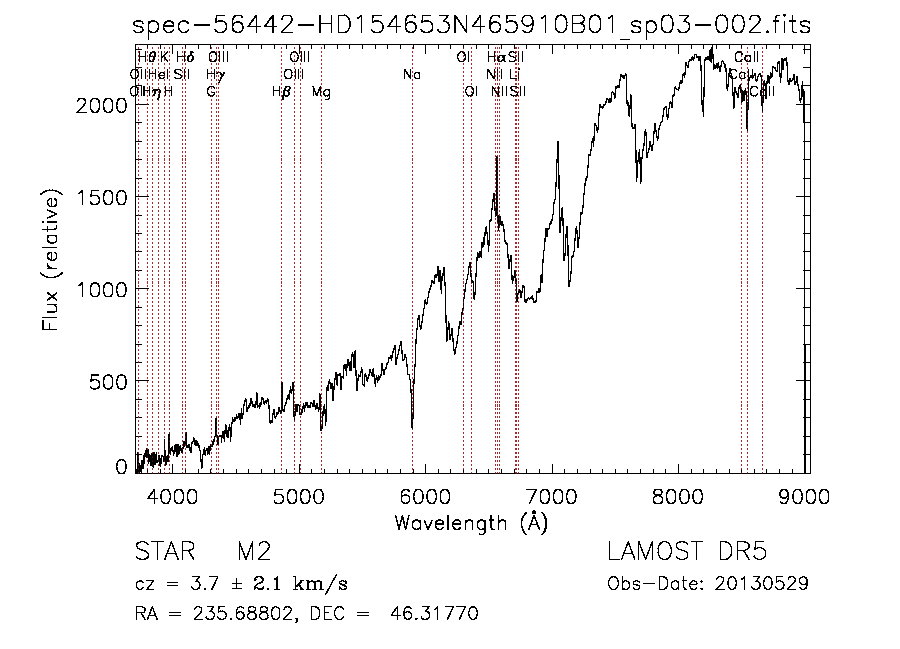 spec-56442-HD154653N465910B01_sp03-002.fits
Hθ K Hδ OIII OIII OI Hα SII CaII
OII HeI SII Hγ OIII Na NII Li CaII
OII Hη H G Hβ Mg OI NII SII CaII
2000
1500
1000
500
0
Flux (relative)
4000 5000 6000 7000 8000 9000
Wavelength (Å)
STAR M2 LAMOST DR5
cz = 3.7 ± 2.1 km/s Obs-Date: 20130529
RA = 235.68802, DEC = 46.31770